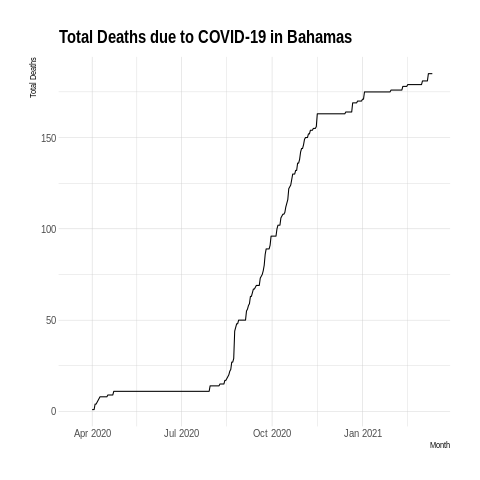 Total Deaths due to COVID-19 in Bahamas
Total Deaths
150
100
50
0
Apr 2020 Jul 2020 Oct 2020 Jan 2021
Month